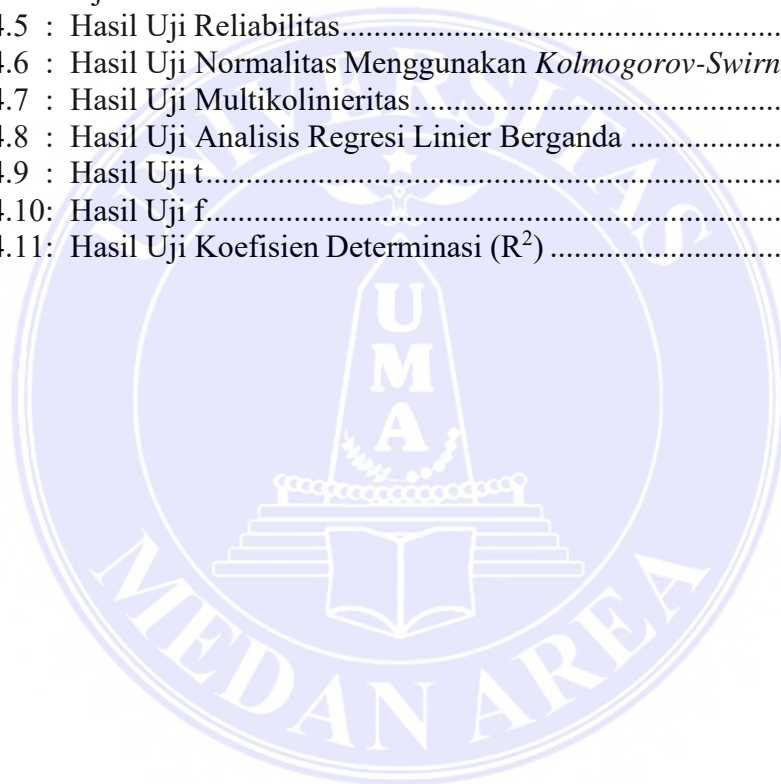 4.5 : Hasil Uji Reliabilitas........................................................
4.6 : Hasil Uji Normalitas Menggunakan Kolmogorov-Swirn
4.7 : Hasil Uji Multikolinieritas ...............................................
4.8 : Hasil Uji Analisis Regresi Linier Berganda ...................
4.9 : Hasil Uji t.........................................................................
4.10: Hasil Uji f.........................................................................
4.11: Hasil Uji Koefisien Determinasi (R²) .............................
UNIVERSITAS
UMA
MEDAN AREA